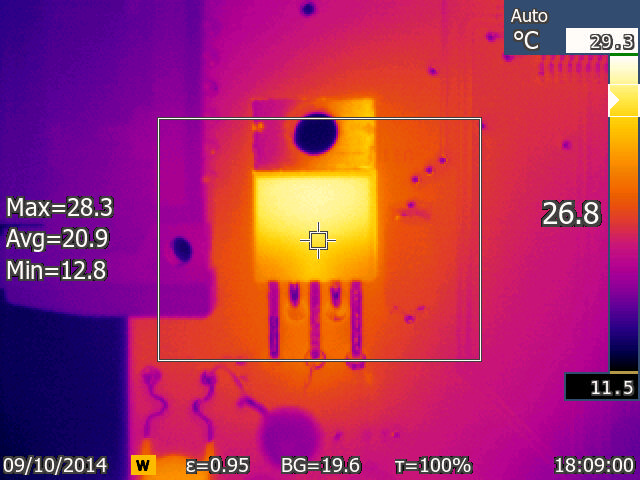 Auto
°C
29.3
Max=28.3
26.8
Avg=20.9
Min=12.8
11.5
09/10/2014 W ε=0.95 BG=19.6 τ=100% 18:09:00